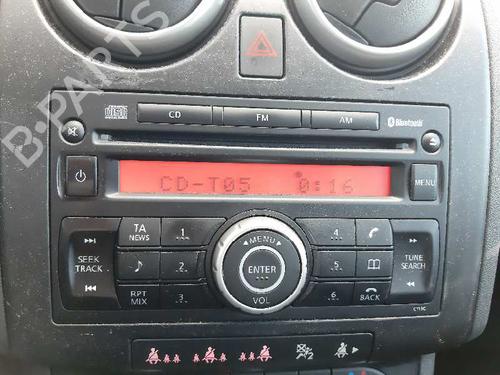 B-PARTS
CD FM AM Bluetooth
CD-T05 0:16 MENU
SEEK TRACK
TA NEWS
1
2
3
RPT MIX
MENU
ENTER
VOL
4
5
6
BACK
TUNE SEARCH